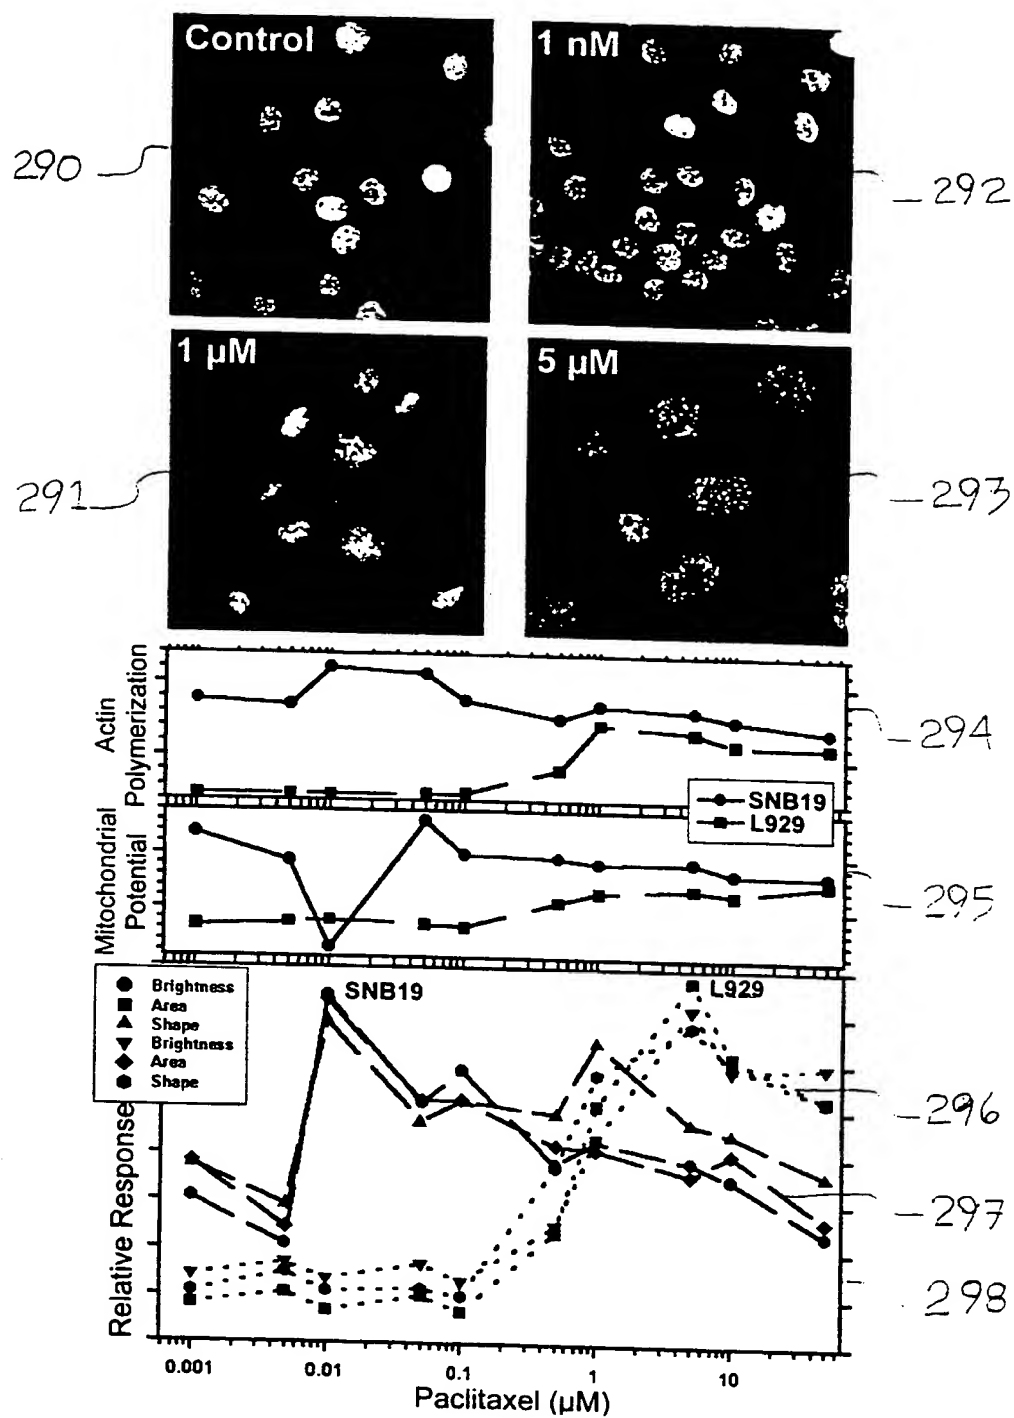 Control
1 nM
290
292
1 µM
5 µM
291
293
Actin
Polymerization
294
SNB19
L929
Mitochondrial
Potential
295
Brightness
Area
Shape
Brightness
Area
Shape
SNB19
L929
296
297
298
Relative Response
0.001
0.01
0.1
1
10
Paclitaxel (µM)